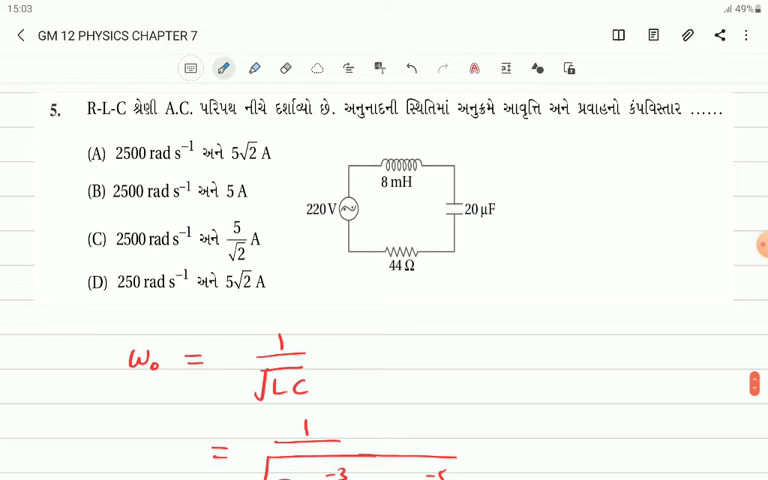 15:03 49%
GM 12 PHYSICS CHAPTER 7
5. R-L-C શ્રેણી A.C. પરિપથ નીચે દર્શાવ્યો છે. અનુનાદની સ્થિતિમાં અનુક્રમે આવૃત્તિ અને પ્રવાહનો કંપવિસ્તાર ......
(A) 2500 rad s⁻¹ અને 5√2 A
(B) 2500 rad s⁻¹ અને 5 A
(C) 2500 rad s⁻¹ અને 5/√2 A
(D) 250 rad s⁻¹ અને 5√2 A
8 mH
220 V
20 μF
44 Ω
ω₀ = 1/√LC
= 1/√